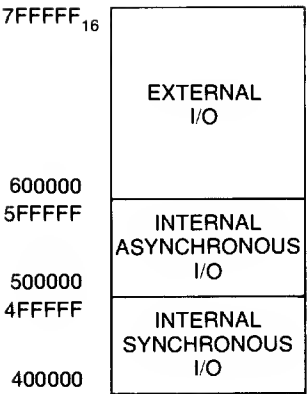 7FFFFF16
EXTERNAL
I/O
600000
5FFFFF
INTERNAL
ASYNCHRONOUS
I/O
500000
4FFFFF
INTERNAL
SYNCHRONOUS
I/O
400000